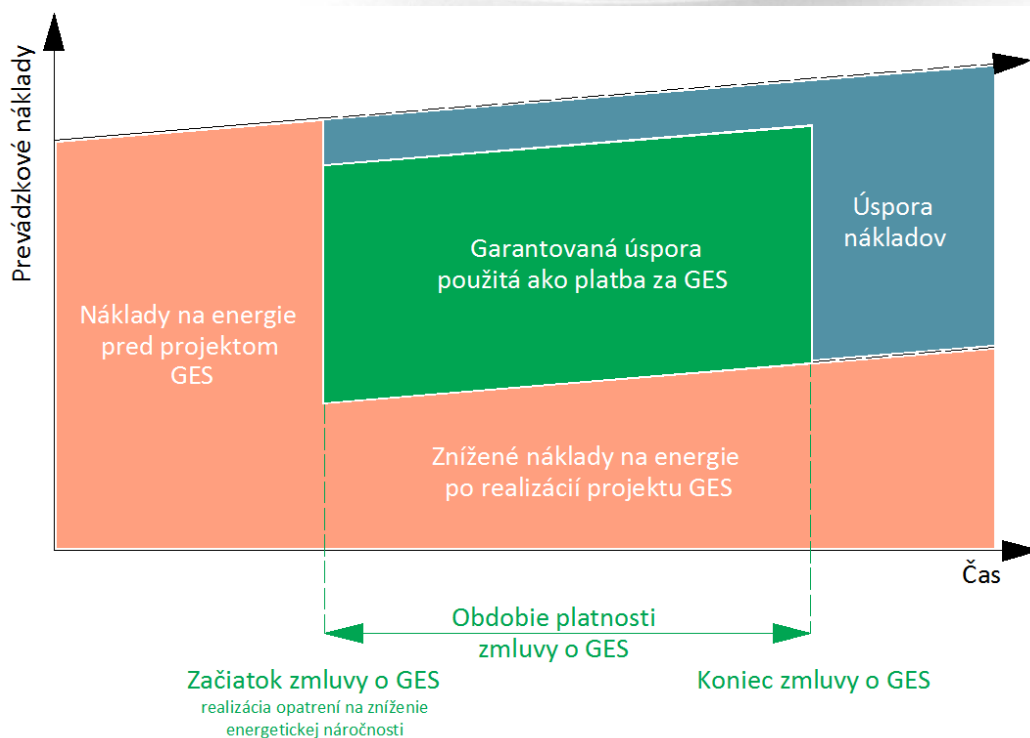 Prevádzkové náklady
Úspora
nákladov
Garantovaná úspora
použitá ako platba za GES
Náklady na energie
pred projektom
GES
Znížené náklady na energie
po realizácií projektu GES
Čas
Obdobie platnosti
zmluvy o GES
Začiatok zmluvy o GES
realizácia opatrení na zníženie
energetickej náročnosti
Koniec zmluvy o GES